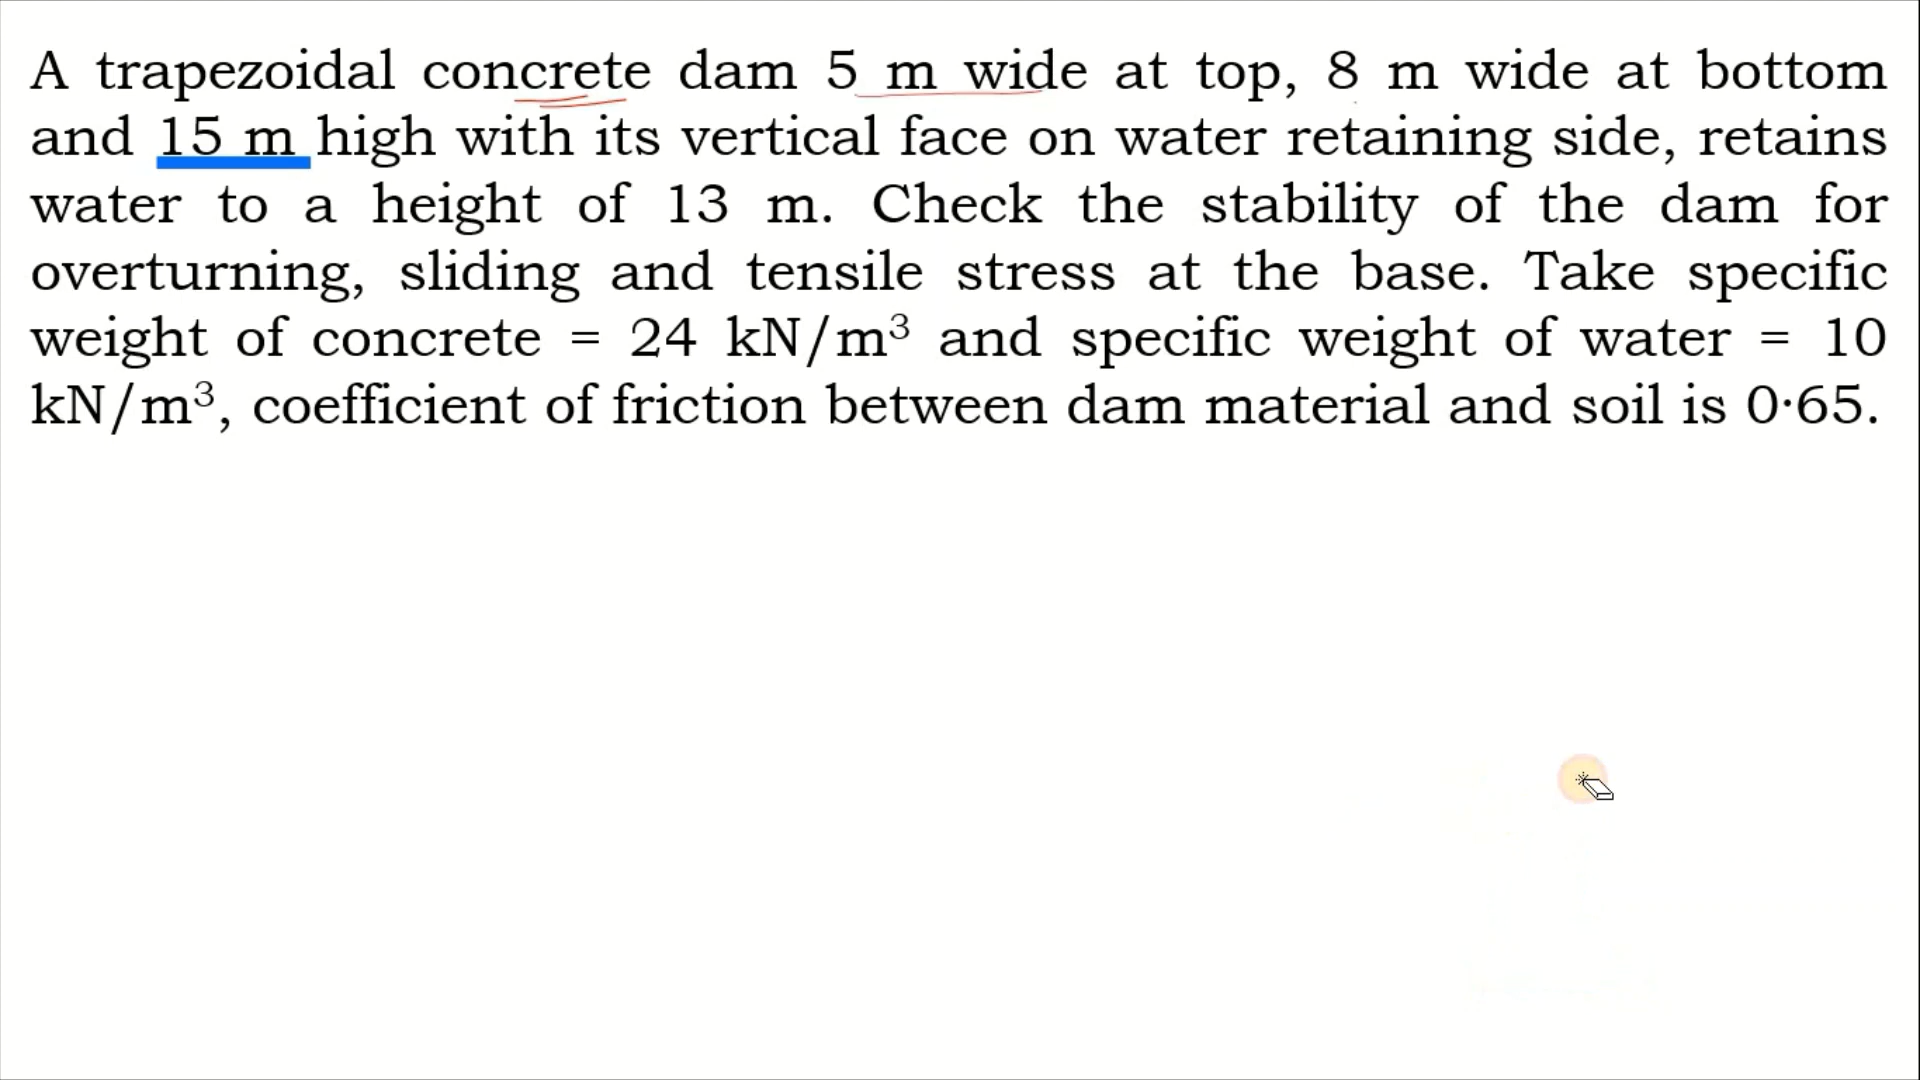 A trapezoidal concrete dam 5 m wide at top, 8 m wide at bottom
and 15 m high with its vertical face on water retaining side, retains
water to a height of 13 m. Check the stability of the dam for
overturning, sliding and tensile stress at the base. Take specific
weight of concrete = 24 kN/m³ and specific weight of water = 10
kN/m³, coefficient of friction between dam material and soil is 0·65.